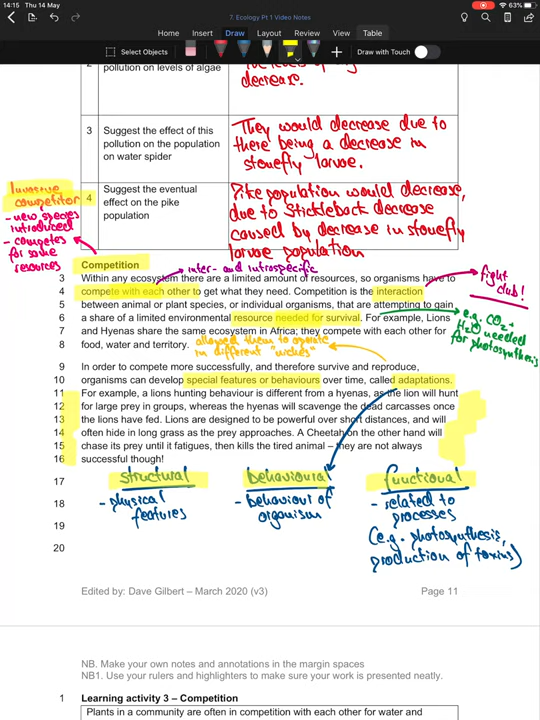 14:15 Thu 14 May
63%
7. Ecology Pt 1 Video Notes
Home Insert Draw Layout Review View Table
Select Objects
Draw with Touch
2
pollution on levels of algae
decrease.
3 Suggest the effect of this
pollution on the population
on water spider
They would decrease due to
there being a decrease in
stonefly larvae.
4 Suggest the eventual
effect on the pike
population
Pike population would decrease,
due to Stickleback decrease
caused by decrease in stonefly
larvae population
Invasive
competitor
- new species
introduced
- competes
for same
resources
Competition
inter- and intraspecific
3 Within any ecosystem there are a limited amount of resources, so organisms have to
4 compete with each other to get what they need. Competition is the interaction
5 between animal or plant species, or individual organisms, that are attempting to gain
6 a share of a limited environmental resource needed for survival. For example, Lions
7 and Hyenas share the same ecosystem in Africa; they compete with each other for
8 food, water and territory.
fight
club!
e.g. CO2 +
H2O needed
for photosynthesis
allowed them to operate
in different "niches"
9 In order to compete more successfully, and therefore survive and reproduce,
10 organisms can develop special features or behaviours over time, called adaptations.
11 For example, a lions hunting behaviour is different from a hyenas, as the lion will hunt
12 for large prey in groups, whereas the hyenas will scavenge the dead carcasses once
13 the lions have fed. Lions are designed to be powerful over short distances, and will
14 often hide in long grass as the prey approaches. A Cheetah on the other hand will
15 chase its prey until it fatigues, then kills the tired animal – they are not always
16 successful though!
17
18
19
20
structural
- physical
features
behavioural
- behaviour of
organism
functional
- related to
processes
(e.g. photosynthesis,
production of toxins)
Edited by: Dave Gilbert – March 2020 (v3)
Page 11
NB. Make your own notes and annotations in the margin spaces
NB1. Use your rulers and highlighters to make sure your work is presented neatly.
1 Learning activity 3 – Competition
Plants in a community are often in competition with each other for water and